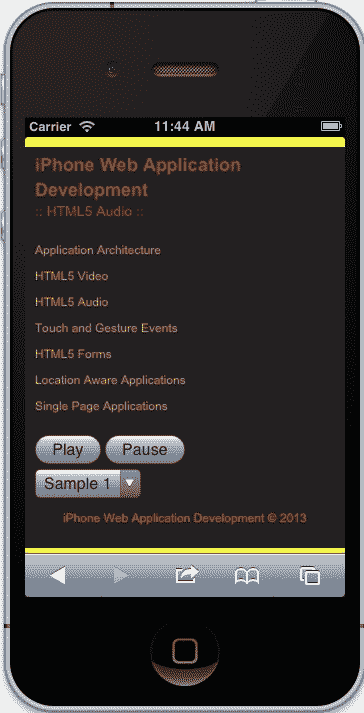 Carrier 11:44 AM
iPhone Web Application
Development
:: HTML5 Audio ::
Application Architecture
HTML5 Video
HTML5 Audio
Touch and Gesture Events
HTML5 Forms
Location Aware Applications
Single Page Applications
Play Pause
Sample 1
iPhone Web Application Development © 2013